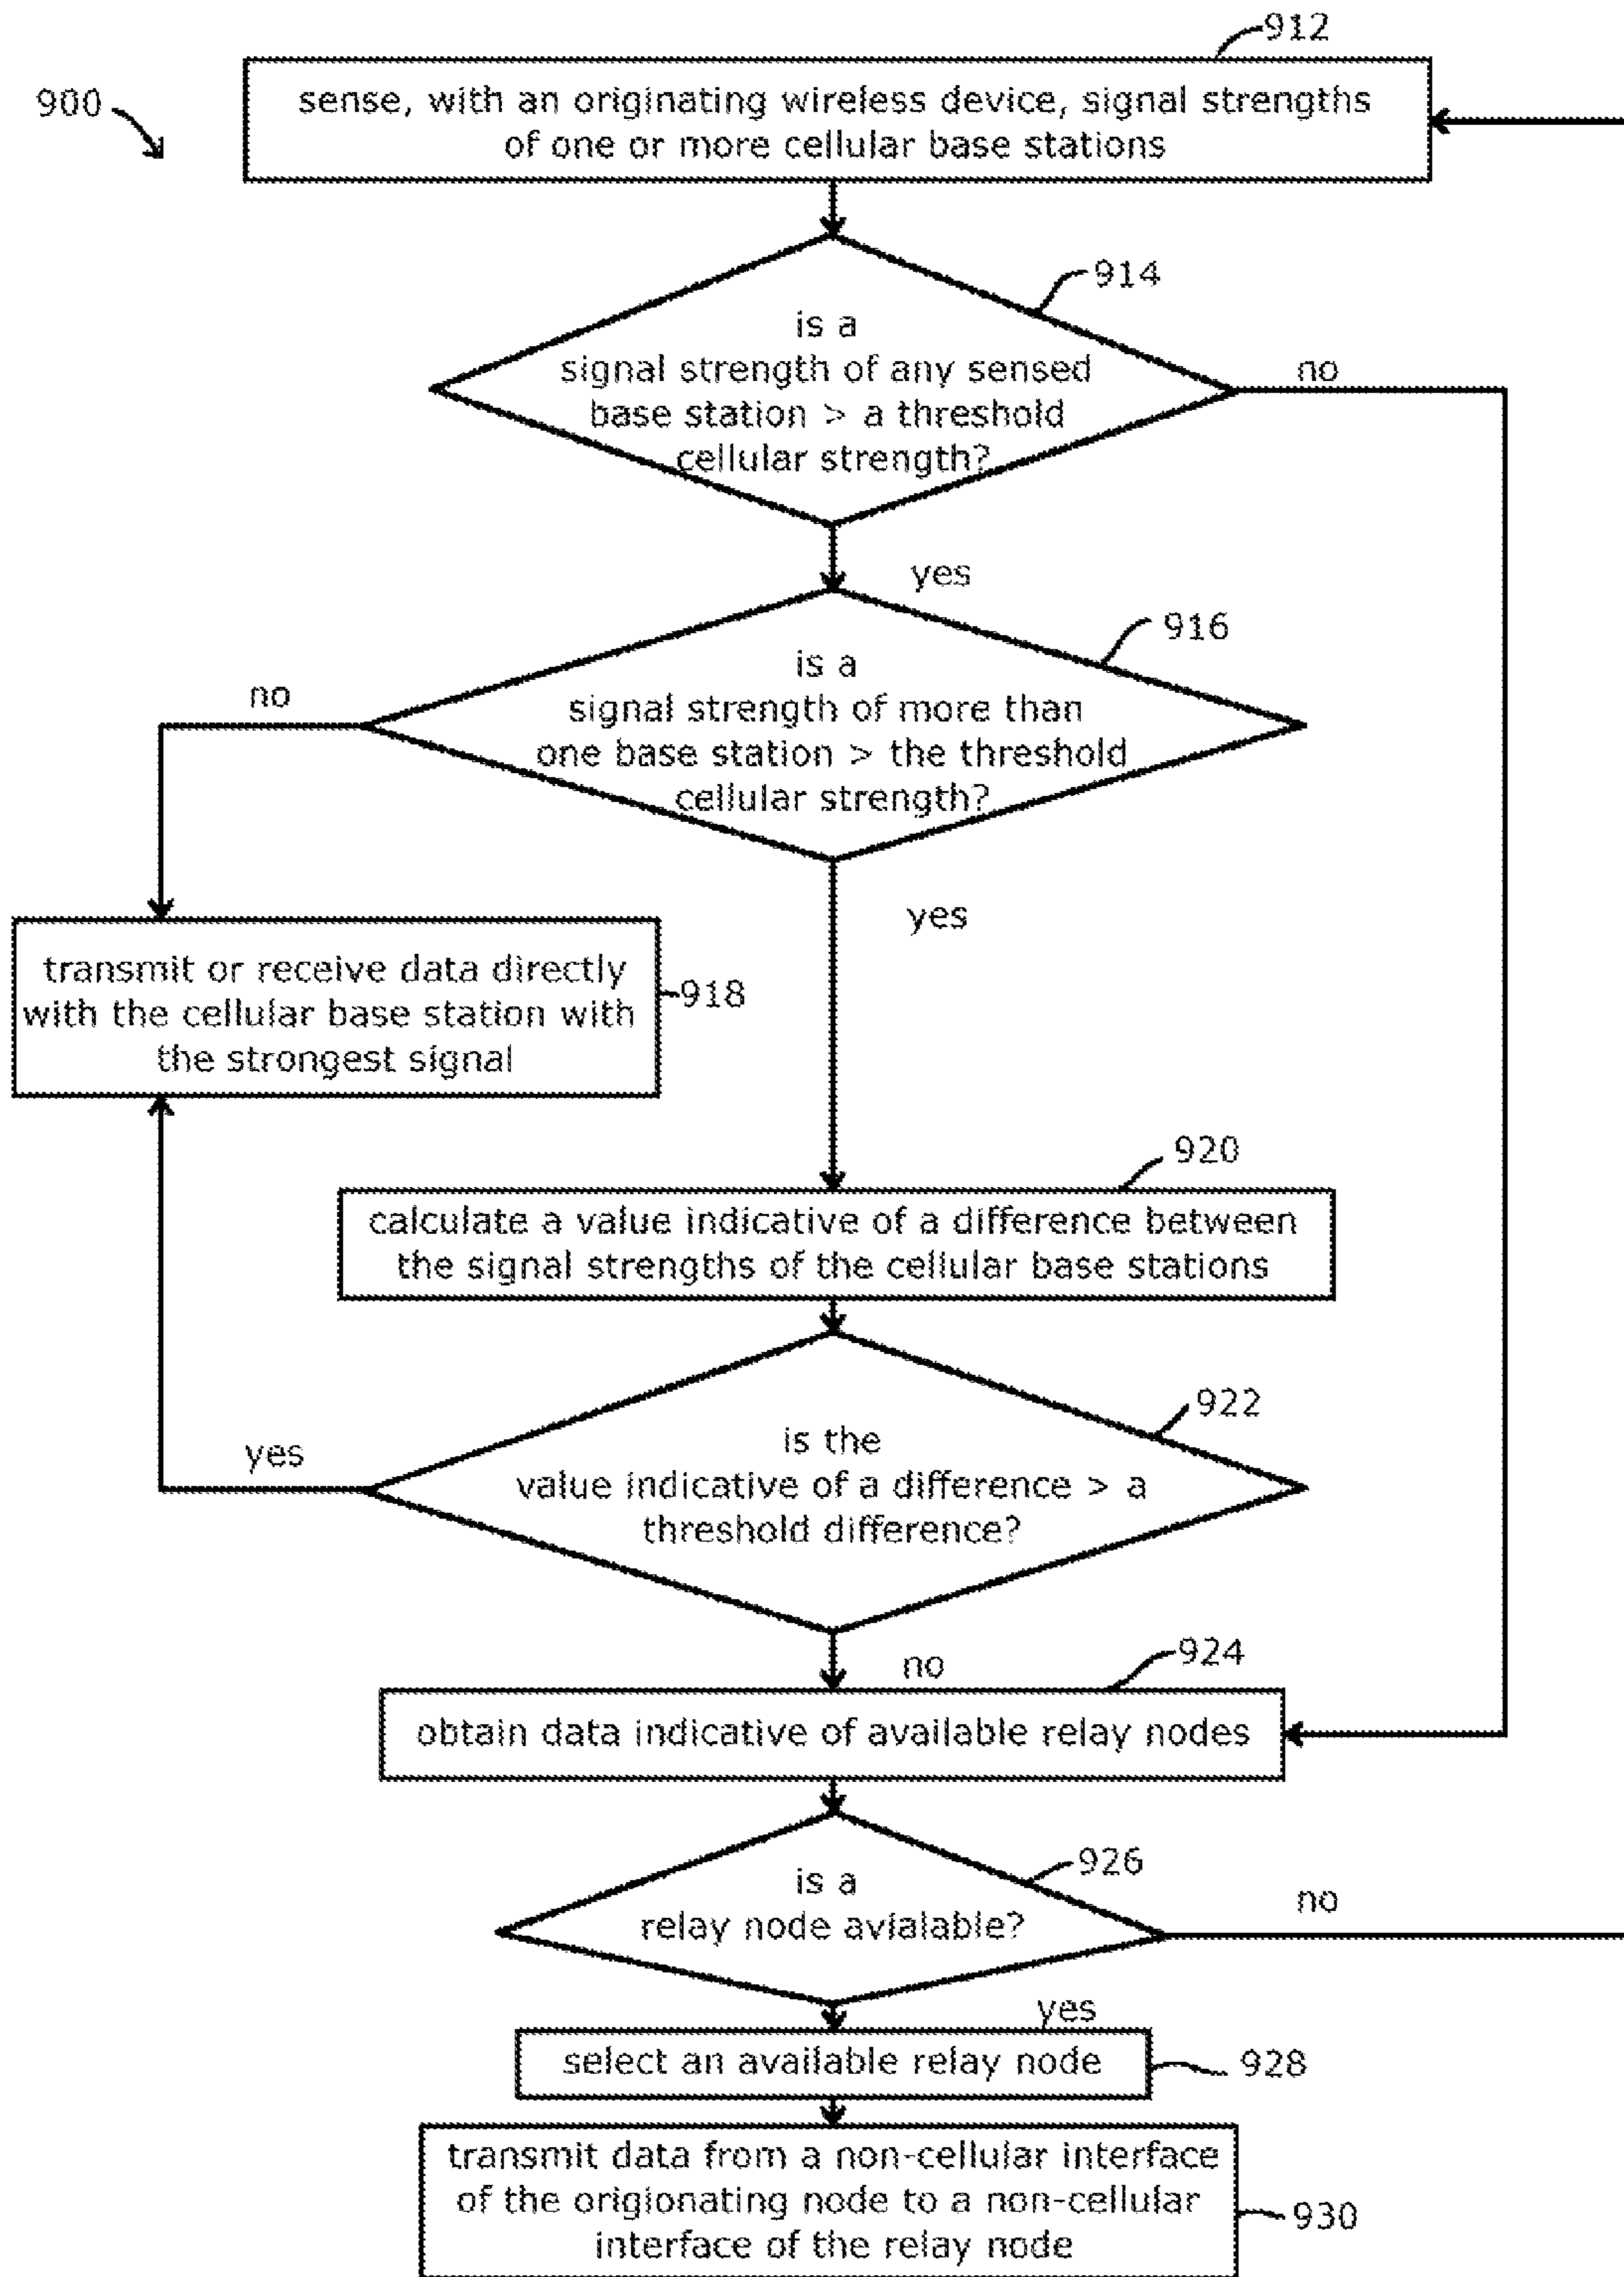 912
900
sense, with an originating wireless device, signal strengths
of one or more cellular base stations
914
is a
signal strength of any sensed
base station > a threshold
cellular strength?
no
yes
916
is a
signal strength of more than
one base station > the threshold
cellular strength?
no
yes
transmit or receive data directly
with the cellular base station with
the strongest signal
918
920
calculate a value indicative of a difference between
the signal strengths of the cellular base stations
922
is the
value indicative of a difference > a
threshold difference?
yes
no
924
obtain data indicative of available relay nodes
926
is a
relay node avialable?
no
yes
select an available relay node
928
transmit data from a non-cellular interface
of the origionating node to a non-cellular
interface of the relay node
930